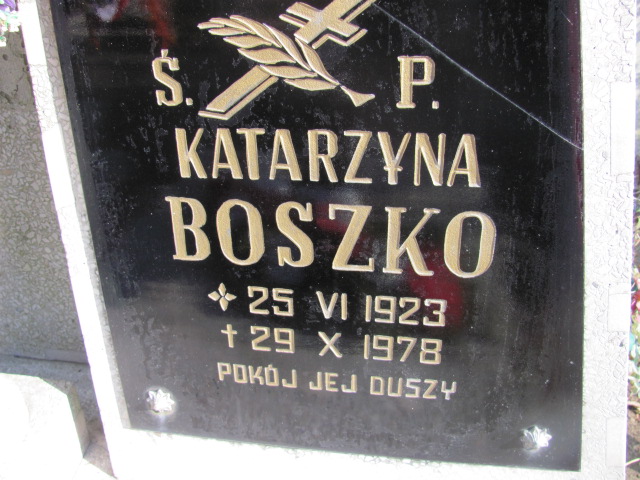 Ś. P.
KATARZYNA
BOSZKO
25 VI 1923
† 29 X 1978
POKÓJ JEJ DUSZY